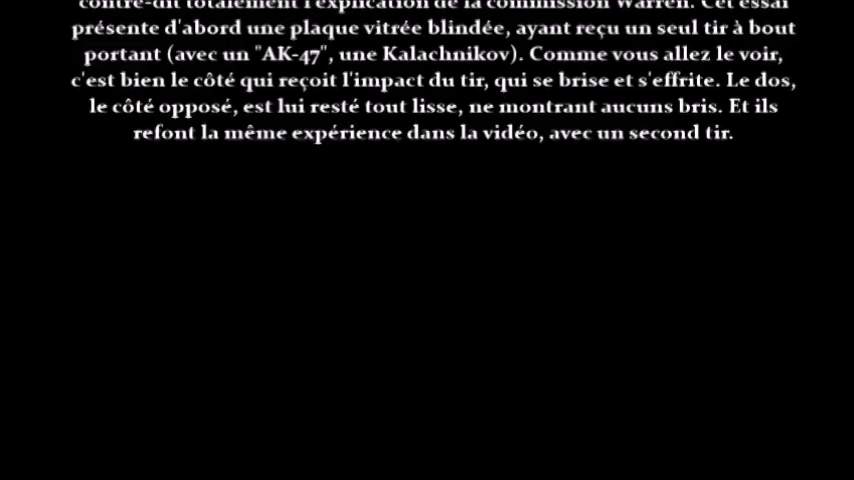 contre-dit totalement l'explication de la commission Warren. Cet essai
présente d'abord une plaque vitrée blindée, ayant reçu un seul tir à bout
portant (avec un "AK-47", une Kalachnikov). Comme vous allez le voir,
c'est bien le côté qui reçoit l'impact du tir, qui se brise et s'effrite. Le dos,
le côté opposé, est lui resté tout lisse, ne montrant aucuns bris. Et ils
refont la même expérience dans la vidéo, avec un second tir.